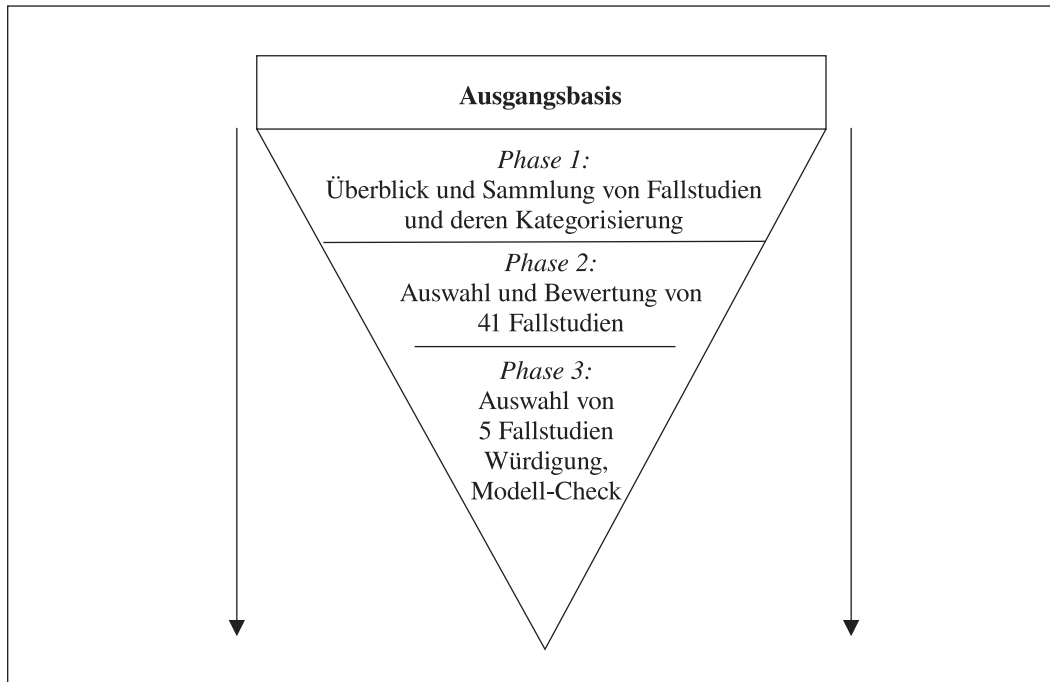 Ausgangsbasis
Phase 1:
Überblick und Sammlung von Fallstudien
und deren Kategorisierung
Phase 2:
Auswahl und Bewertung von
41 Fallstudien
Phase 3:
Auswahl von
5 Fallstudien
Würdigung,
Modell-Check